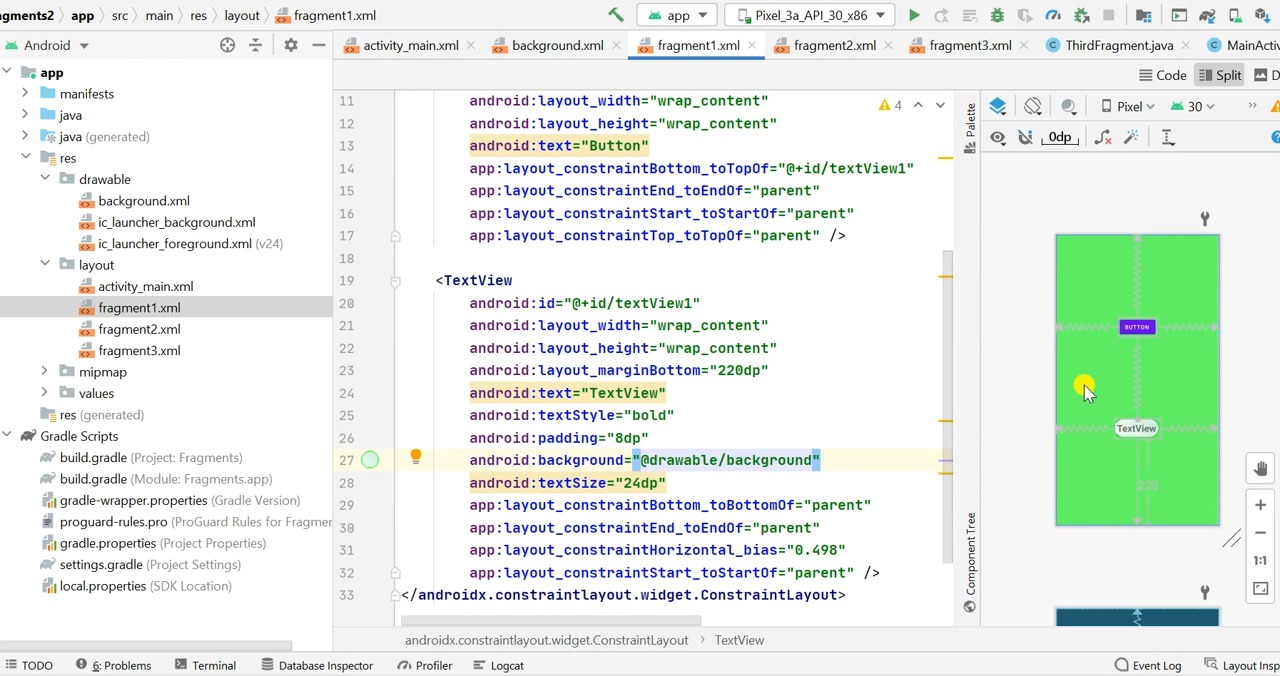 gments2 app src main res layout fragment1.xml
app Pixel_3a_API_30_x86
Android
activity_main.xml background.xml fragment1.xml fragment2.xml fragment3.xml ThirdFragment.java MainActiv
Code Split D
app
manifests
java
java (generated)
res
drawable
background.xml
ic_launcher_background.xml
ic_launcher_foreground.xml (v24)
layout
activity_main.xml
fragment1.xml
fragment2.xml
fragment3.xml
mipmap
values
res (generated)
Gradle Scripts
build.gradle (Project: Fragments)
build.gradle (Module: Fragments.app)
gradle-wrapper.properties (Gradle Version)
proguard-rules.pro (ProGuard Rules for Fragmer
gradle.properties (Project Properties)
settings.gradle (Project Settings)
local.properties (SDK Location)
11 android:layout_width="wrap_content"
12 android:layout_height="wrap_content"
13 android:text="Button"
14 app:layout_constraintBottom_toTopOf="@+id/textView1"
15 app:layout_constraintEnd_toEndOf="parent"
16 app:layout_constraintStart_toStartOf="parent"
17 app:layout_constraintTop_toTopOf="parent" />
18
19 <TextView
20 android:id="@+id/textView1"
21 android:layout_width="wrap_content"
22 android:layout_height="wrap_content"
23 android:layout_marginBottom="220dp"
24 android:text="TextView"
25 android:textStyle="bold"
26 android:padding="8dp"
27 android:background="@drawable/background"
28 android:textSize="24dp"
29 app:layout_constraintBottom_toBottomOf="parent"
30 app:layout_constraintEnd_toEndOf="parent"
31 app:layout_constraintHorizontal_bias="0.498"
32 app:layout_constraintStart_toStartOf="parent" />
33 </androidx.constraintlayout.widget.ConstraintLayout>
4
Palette
Component Tree
Pixel 30
0dp
BUTTON
TextView
220
1:1
androidx.constraintlayout.widget.ConstraintLayout TextView
TODO 6: Problems Terminal Database Inspector Profiler Logcat Event Log Layout Insp